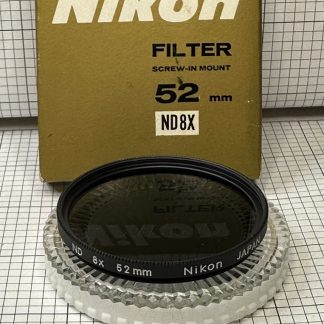 Nikon
FILTER
SCREW-IN MOUNT
52 mm
ND8X
ND 8X 52mm Nikon JAPAN